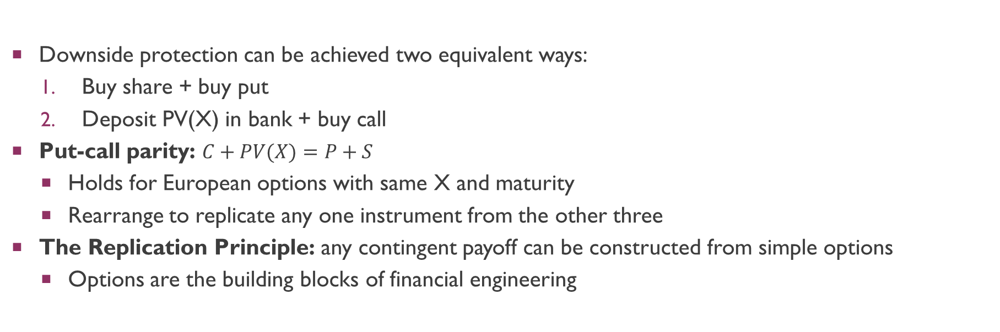 ▪ Downside protection can be achieved two equivalent ways:
1. Buy share + buy put
2. Deposit PV(X) in bank + buy call
▪ Put-call parity: C + PV(X) = P + S
▪ Holds for European options with same X and maturity
▪ Rearrange to replicate any one instrument from the other three
▪ The Replication Principle: any contingent payoff can be constructed from simple options
▪ Options are the building blocks of financial engineering